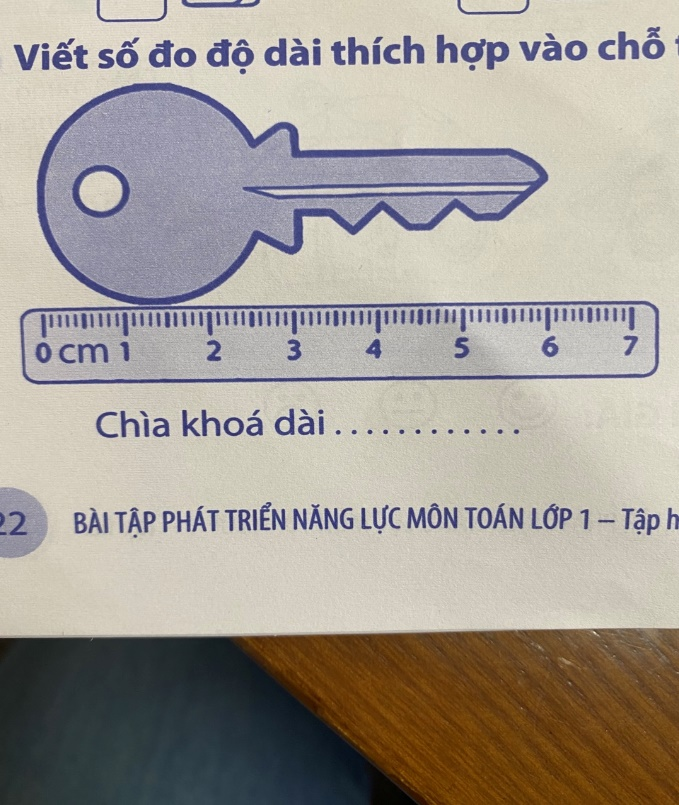 Viết số đo độ dài thích hợp vào chỗ
0 cm 1 2 3 4 5 6 7
Chìa khoá dài . . . . . . . . . . . .
22 BÀI TẬP PHÁT TRIỂN NĂNG LỰC MÔN TOÁN LỚP 1 – Tập